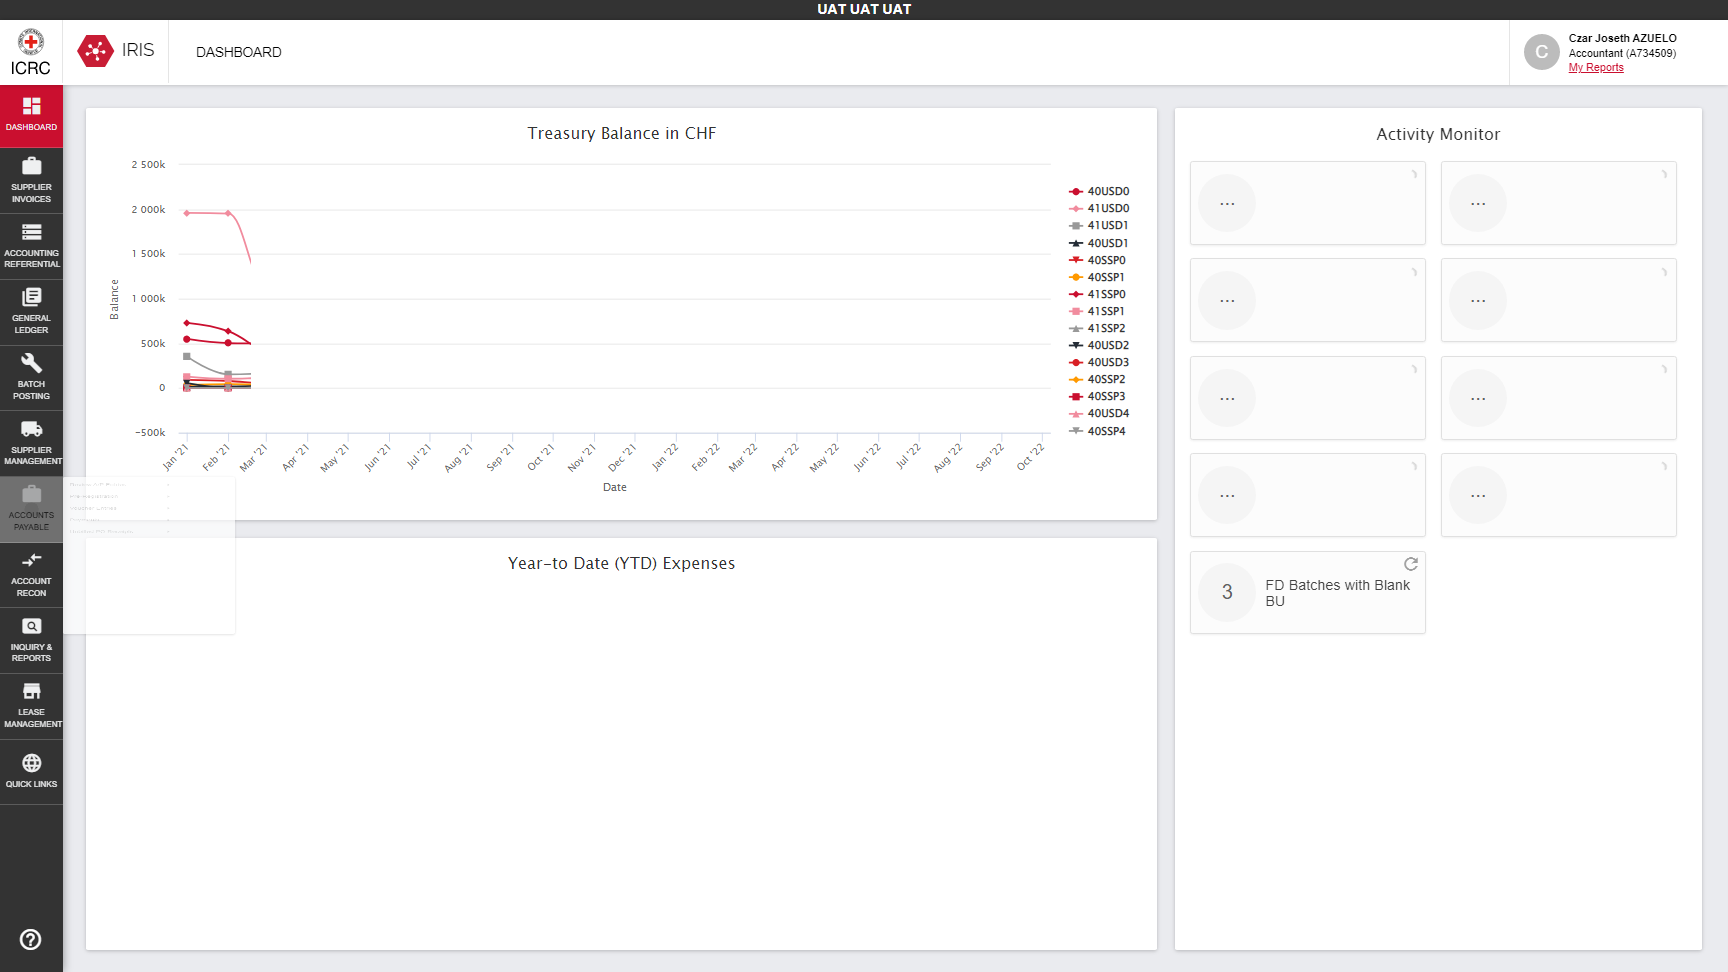 UAT UAT UAT
ICRC
IRIS
DASHBOARD
C
Czar Joseth AZUELO
Accountant (A734509)
My Reports
DASHBOARD
SUPPLIER
INVOICES
ACCOUNTING
REFERENTIAL
GENERAL
LEDGER
BATCH
POSTING
SUPPLIER
MANAGEMENT
ACCOUNTS
PAYABLE
ACCOUNT
RECON
INQUIRY &
REPORTS
LEASE
MANAGEMENT
QUICK LINKS
Treasury Balance in CHF
2 500k
2 000k
1 500k
1 000k
500k
0
−500k
Balance
Jan '21
Feb '21
Mar '21
Apr '21
May '21
Jun '21
Jul '21
Aug '21
Sep '21
Oct '21
Nov '21
Dec '21
Jan '22
Feb '22
Mar '22
Apr '22
May '22
Jun '22
Jul '22
Aug '22
Sep '22
Oct '22
Date
40USD0
41USD0
41USD1
40USD1
40SSP0
40SSP1
41SSP0
41SSP1
41SSP2
40USD2
40USD3
40SSP2
40SSP3
40USD4
40SSP4
Year-to Date (YTD) Expenses
Activity Monitor
...
...
...
...
...
...
...
...
3
FD Batches with Blank
BU